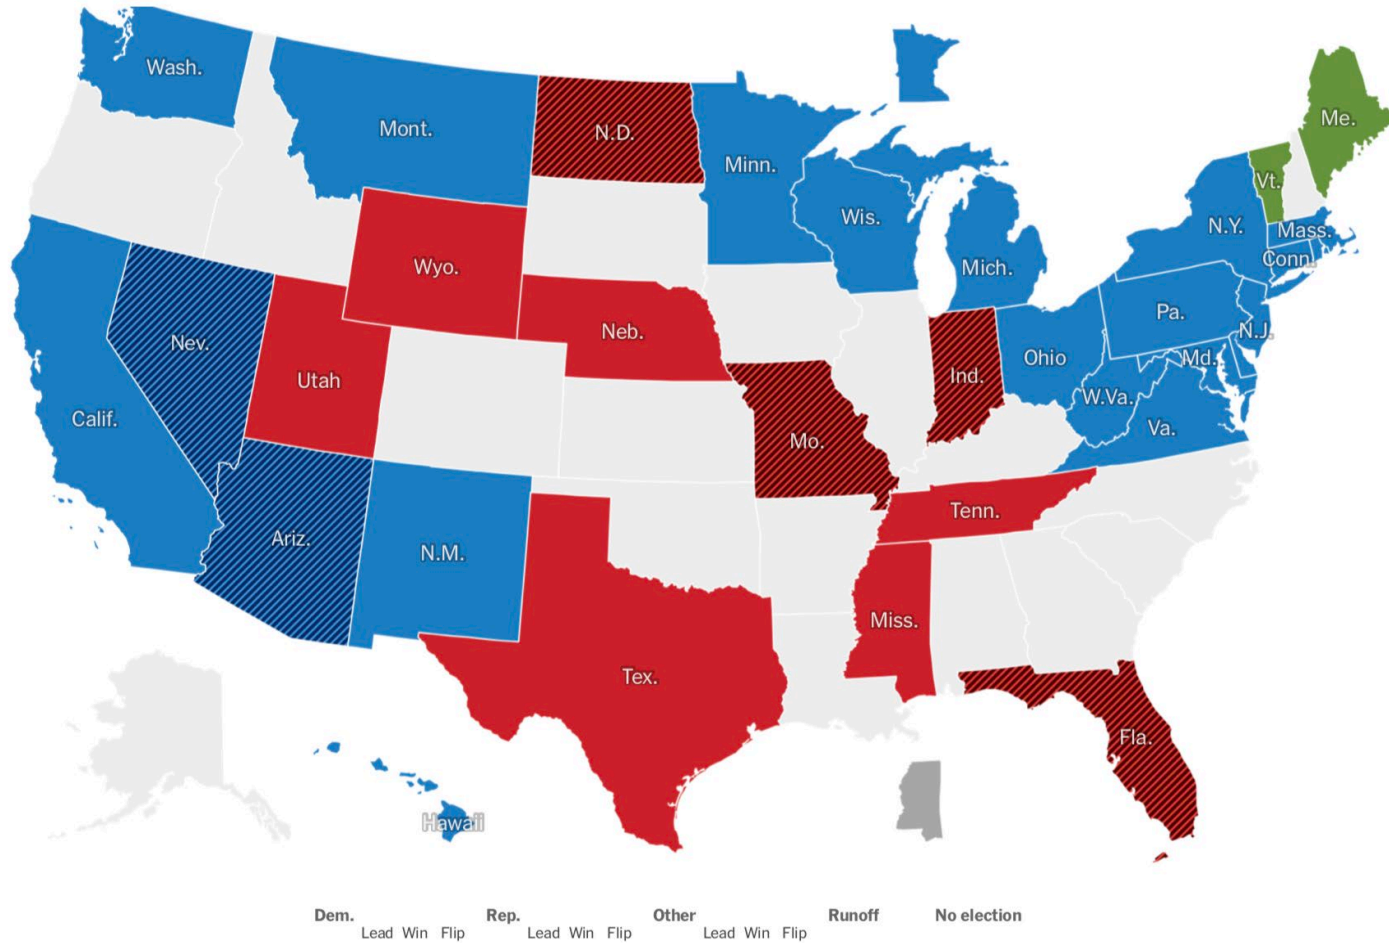 Wash.
Mont.
N.D.
Minn.
Me.
Vt.
Wis.
N.Y.
Mass.
Conn.
Mich.
Wyo.
Neb.
Pa.
N.J.
Nev.
Utah
Ind.
Ohio
Md.
W.Va.
Va.
Calif.
Mo.
Tenn.
Ariz.
N.M.
Miss.
Tex.
Fla.
Hawaii
Dem. Rep. Other Runoff No election
Lead Win Flip Lead Win Flip Lead Win Flip